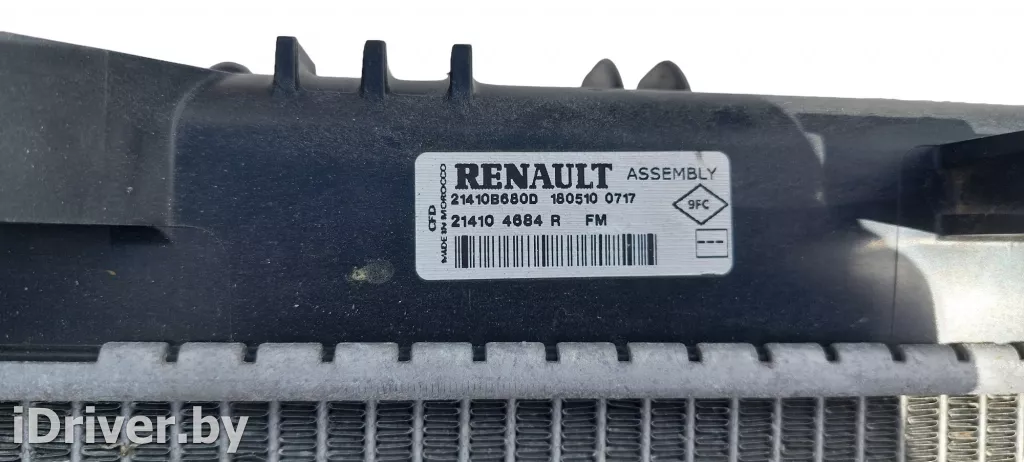 RENAULT ASSEMBLY
21410B680D 180510 0717
21410 4684 R FM
9FC
---
CFD
MADE IN MOROCCO
iDriver.by